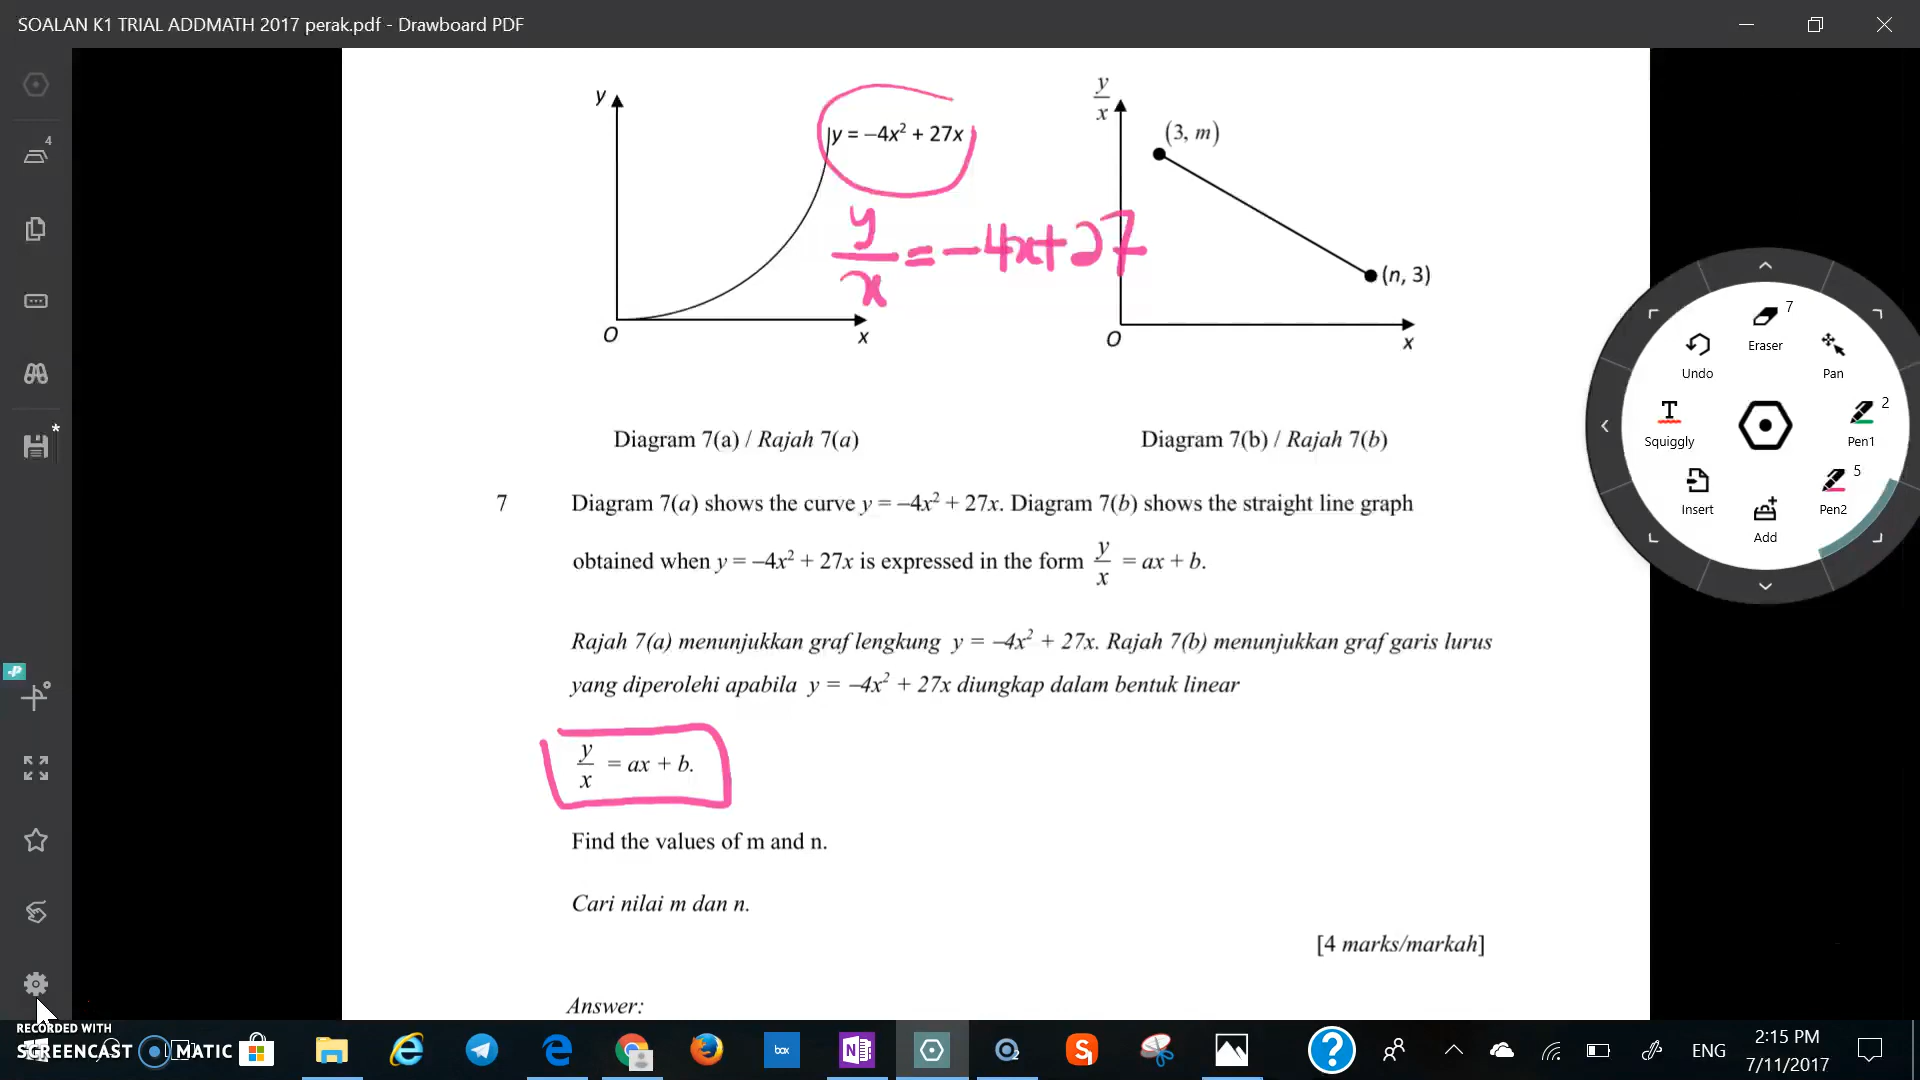 SOALAN K1 TRIAL ADDMATH 2017 perak.pdf - Drawboard PDF
4
y
y = –4x² + 27x
O
x
y/x = -4x+27
y/x
(3, m)
(n, 3)
O
x
Diagram 7(a) / Rajah 7(a)
Diagram 7(b) / Rajah 7(b)
7 Diagram 7(a) shows the curve y = –4x² + 27x. Diagram 7(b) shows the straight line graph
obtained when y = –4x² + 27x is expressed in the form y/x = ax + b.
Rajah 7(a) menunjukkan graf lengkung y = –4x² + 27x. Rajah 7(b) menunjukkan graf garis lurus
yang diperolehi apabila y = –4x² + 27x diungkap dalam bentuk linear
y/x = ax + b.
Find the values of m and n.
Cari nilai m dan n.
[4 marks/markah]
Answer:
Eraser 7
Undo
Pan
Squiggly
Pen1 2
Insert
Pen2 5
Add
RECORDED WITH
SCREENCAST MATIC
box
ENG
2:15 PM
7/11/2017